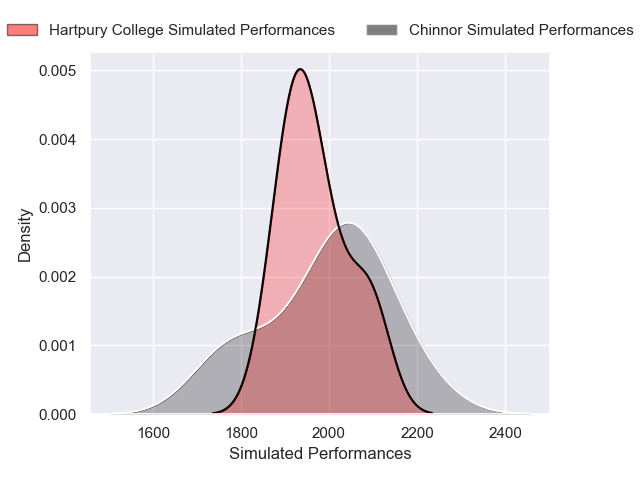 Hartpury College Simulated Performances
Chinnor Simulated Performances
0.005
0.004
0.003
0.002
0.001
0.000
Density
1600 1800 2000 2200 2400
Simulated Performances